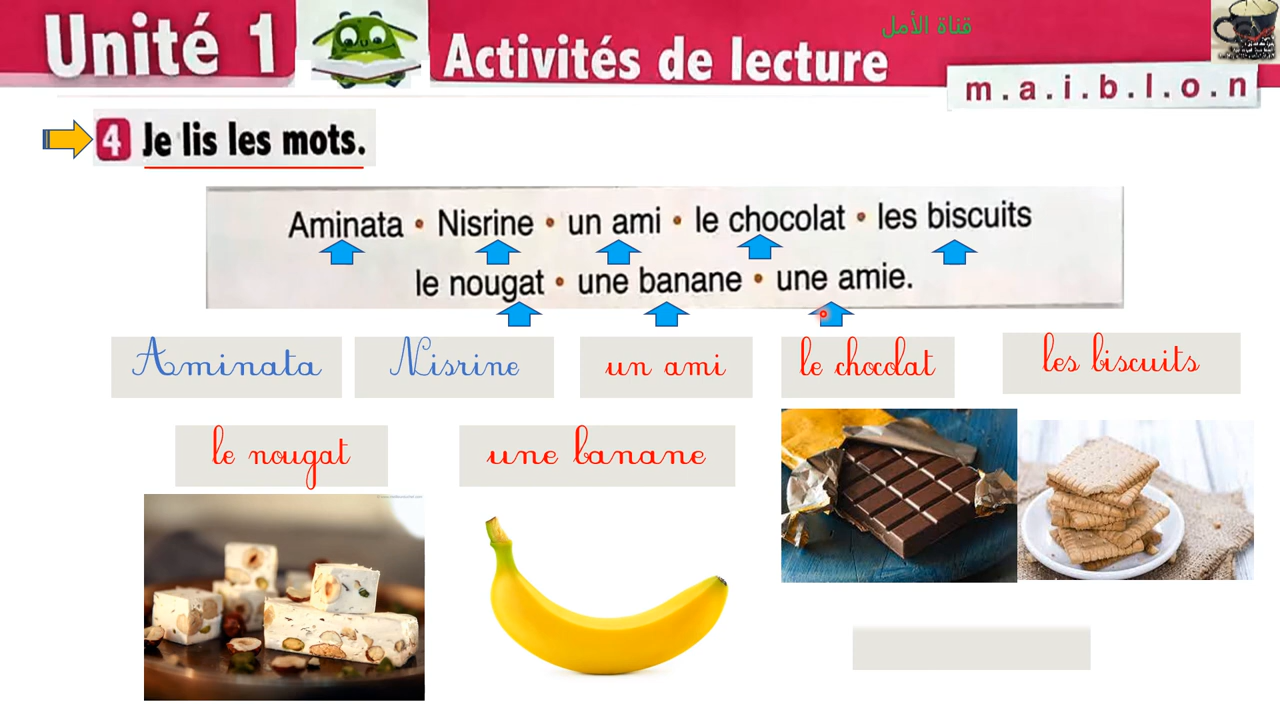 Unité 1
Activités de lecture
قناة الأمل
m.a.i.b.l.o.n
4 Je lis les mots.
Aminata • Nisrine • un ami • le chocolat • les biscuits
le nougat • une banane • une amie.
Aminata
Nisrine
un ami
le chocolat
les biscuits
le nougat
une banane